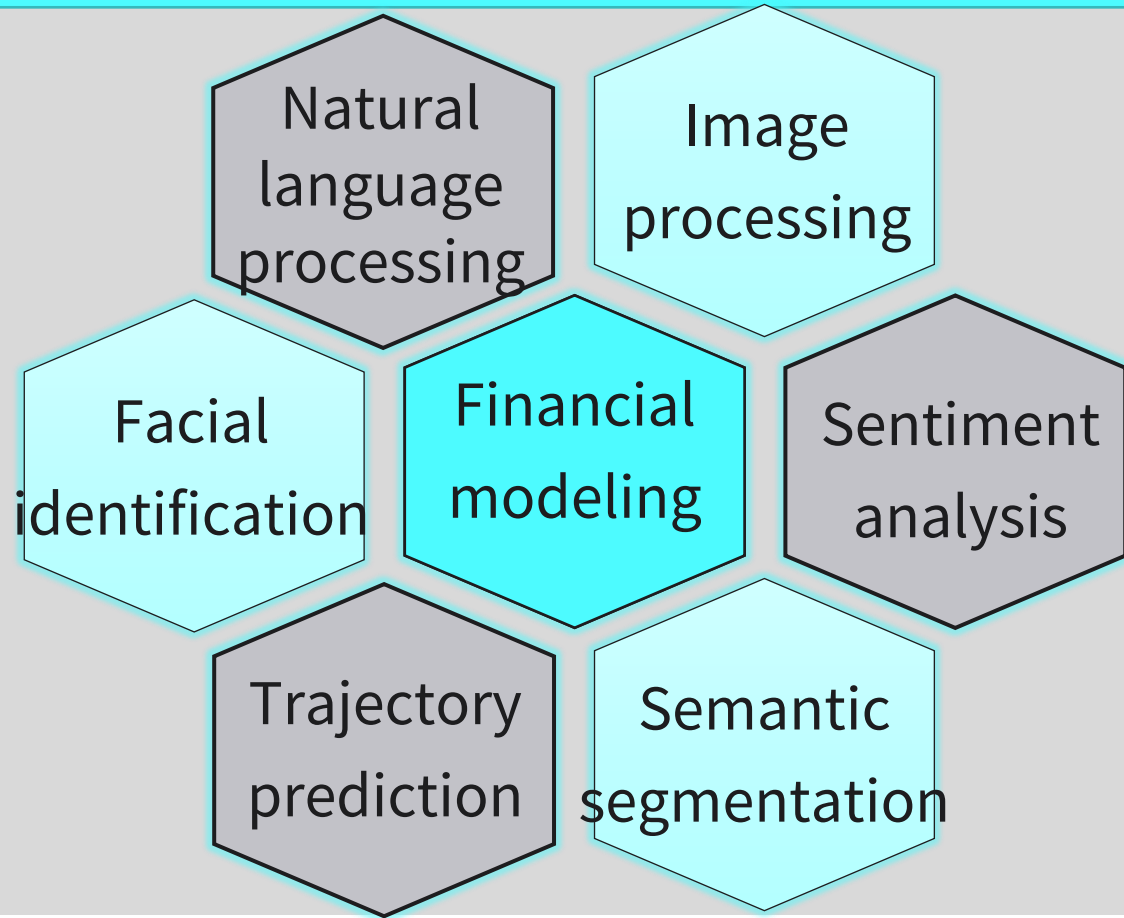 Natural
language
processing
Image
processing
Facial
identification
Financial
modeling
Sentiment
analysis
Trajectory
prediction
Semantic
segmentation